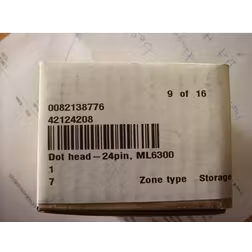 9 of 16
0082138776
42124208
Dot head-24pin, ML6300
1
7 Zone type Storage